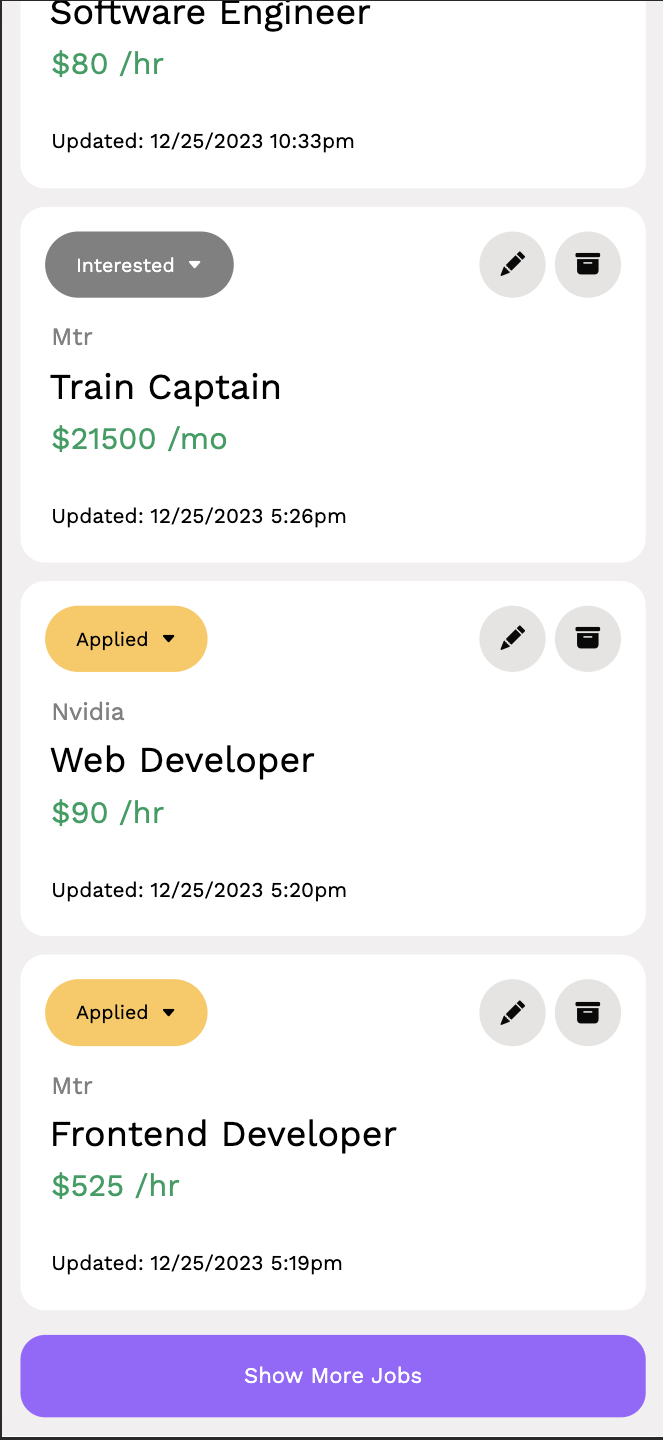 Software Engineer
$80 /hr
Updated: 12/25/2023 10:33pm
Interested
Mtr
Train Captain
$21500 /mo
Updated: 12/25/2023 5:26pm
Applied
Nvidia
Web Developer
$90 /hr
Updated: 12/25/2023 5:20pm
Applied
Mtr
Frontend Developer
$525 /hr
Updated: 12/25/2023 5:19pm
Show More Jobs